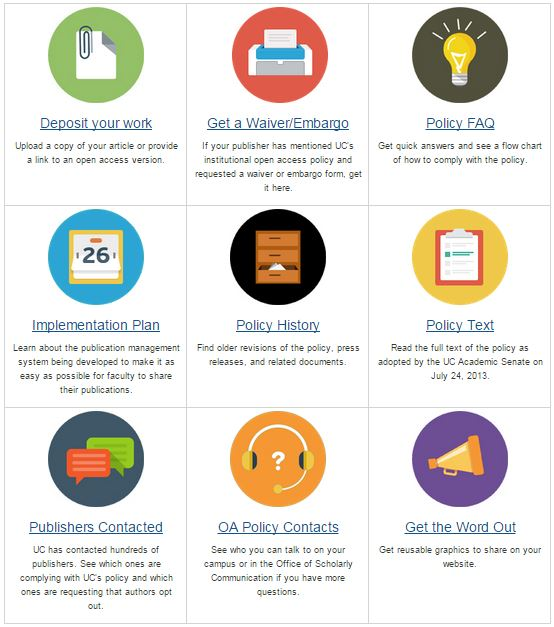 Deposit your work
Upload a copy of your article or provide
a link to an open access version.
Get a Waiver/Embargo
If your publisher has mentioned UC's
institutional open access policy and
requested a waiver or embargo form, get
it here.
Policy FAQ
Get quick answers and see a flow chart
of how to comply with the policy.
26
Implementation Plan
Learn about the publication management
system being developed to make it as
easy as possible for faculty to share
their publications.
Policy History
Find older revisions of the policy, press
releases, and related documents.
Policy Text
Read the full text of the policy as
adopted by the UC Academic Senate on
July 24, 2013.
Publishers Contacted
UC has contacted hundreds of
publishers. See which ones are
complying with UC's policy and which
ones are requesting that authors opt
out.
?
OA Policy Contacts
See who you can talk to on your
campus or in the Office of Scholarly
Communication if you have more
questions.
Get the Word Out
Get reusable graphics to share on your
website.